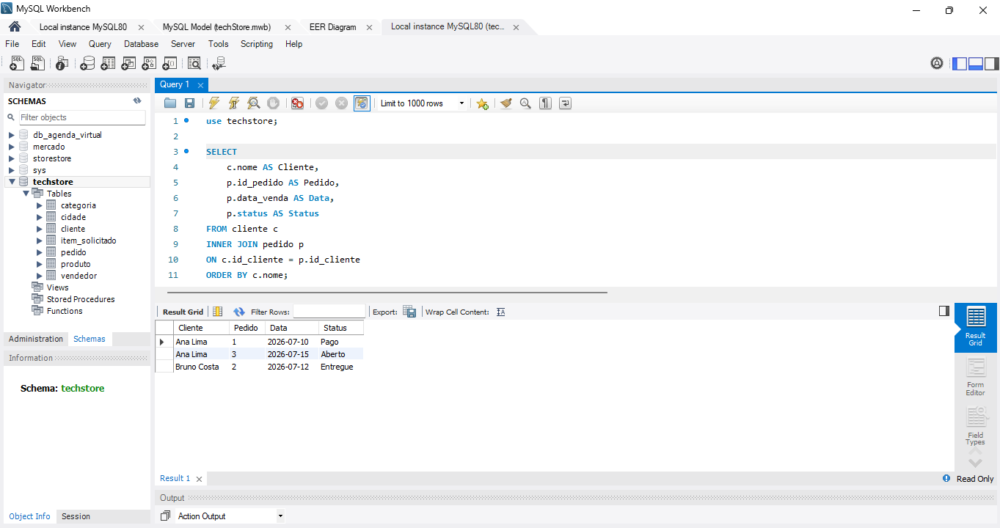 MySQL Workbench
Local instance MySQL80
MySQL Model (techStore.mwb)
EER Diagram
Local instance MySQL80 (tec...
File Edit View Query Database Server Tools Scripting Help
Navigator
SCHEMAS
Filter objects
db_agenda_virtual
mercado
storestore
sys
techstore
Tables
categoria
cidade
cliente
item_solicitado
pedido
produto
vendedor
Views
Stored Procedures
Functions
Administration Schemas
Information
Schema: techstore
Object Info Session
Query 1
Limit to 1000 rows
1 use techstore;
2
3 SELECT
4 c.nome AS Cliente,
5 p.id_pedido AS Pedido,
6 p.data_venda AS Data,
7 p.status AS Status
8 FROM cliente c
9 INNER JOIN pedido p
10 ON c.id_cliente = p.id_cliente
11 ORDER BY c.nome;
Result Grid Filter Rows: Export: Wrap Cell Content:
Cliente Pedido Data Status
Ana Lima 1 2026-07-10 Pago
Ana Lima 3 2026-07-15 Aberto
Bruno Costa 2 2026-07-12 Entregue
Result
Grid
Form
Editor
Field
Types
Result 1
Read Only
Output
Action Output